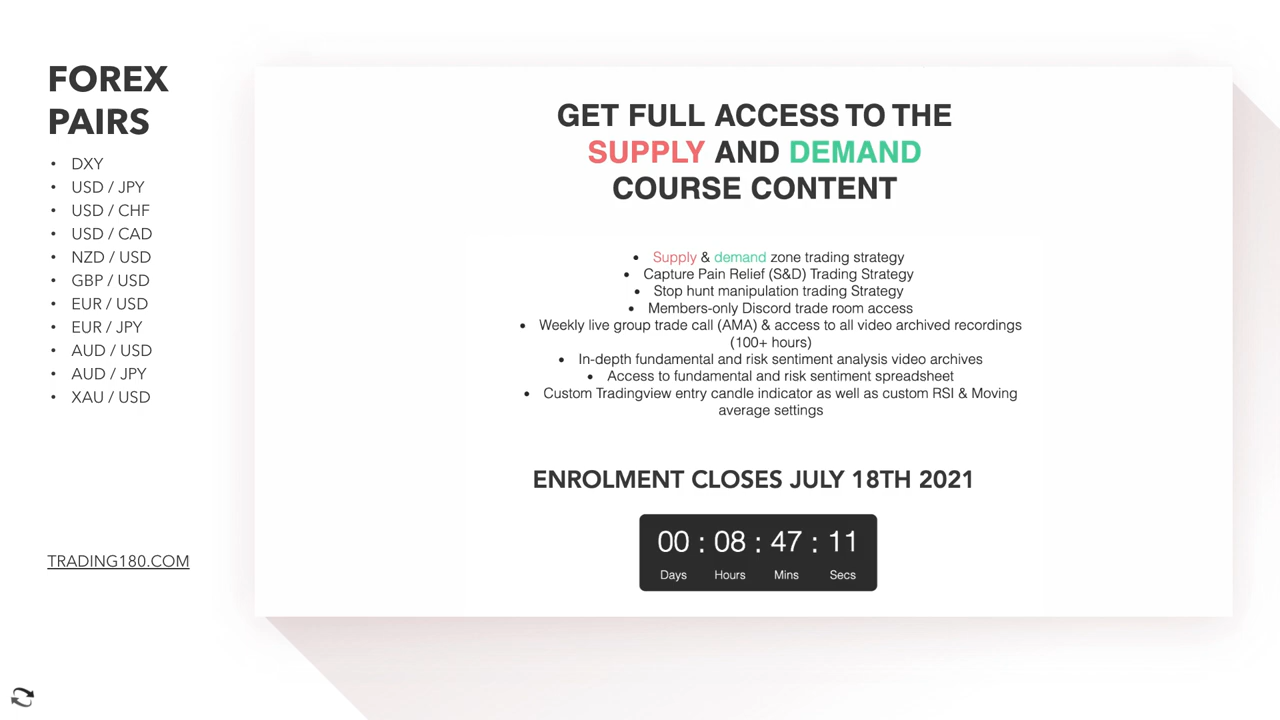 FOREX
PAIRS
• DXY
• USD / JPY
• USD / CHF
• USD / CAD
• NZD / USD
• GBP / USD
• EUR / USD
• EUR / JPY
• AUD / USD
• AUD / JPY
• XAU / USD
TRADING180.COM
GET FULL ACCESS TO THE
SUPPLY AND DEMAND
COURSE CONTENT
• Supply & demand zone trading strategy
• Capture Pain Relief (S&D) Trading Strategy
• Stop hunt manipulation trading Strategy
• Members-only Discord trade room access
• Weekly live group trade call (AMA) & access to all video archived recordings
(100+ hours)
• In-depth fundamental and risk sentiment analysis video archives
• Access to fundamental and risk sentiment spreadsheet
• Custom Tradingview entry candle indicator as well as custom RSI & Moving
average settings
ENROLMENT CLOSES JULY 18TH 2021
00 : 08 : 47 : 11
Days Hours Mins Secs